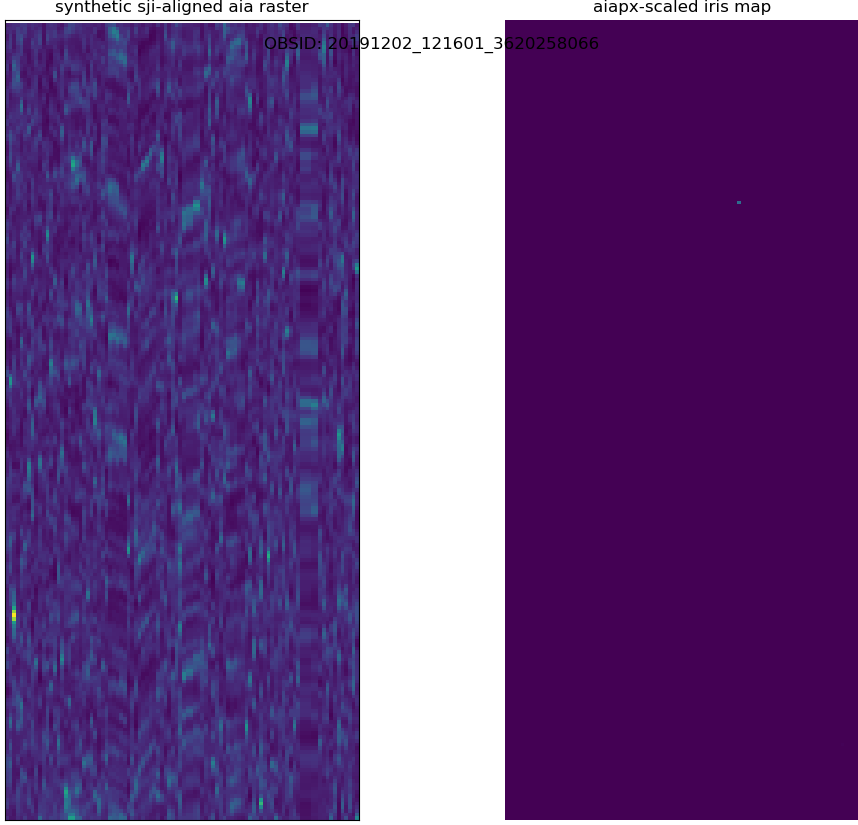 synthetic sji-aligned aia raster
aiapx-scaled iris map
OBSID: 20191202_121601_3620258066